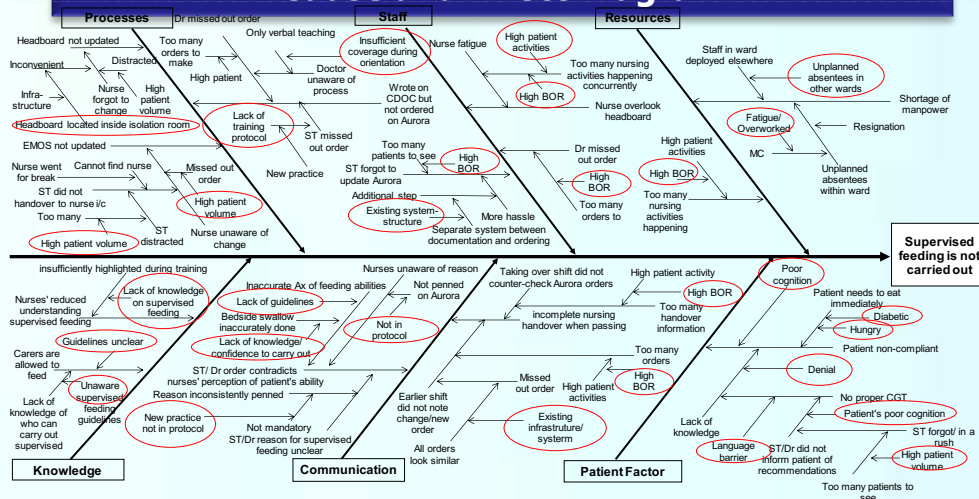 Processes
Staff
Resources
Dr missed out order
Headboard not updated
Inconvenient
Distracted
Infra-
structure
Nurse
forgot to
change
High
patient
volume
Headboard located inside isolation room
Too many
orders to
make
High patient
Only verbal teaching
Doctor
unaware of
process
Insufficient
coverage during
orientation
Lack of
training
protocol
ST missed
out order
New practice
Wrote on
CDOC but
not ordered
on Aurora
EMOS not updated
Nurse went
for break
Cannot find nurse
Missed out
order
ST did not
handover to nurse i/c
High patient
volume
Too many
High patient volume
ST
distracted
Nurse unaware of
change
Nurse fatigue
High patient
activities
Too many nursing
activities happening
concurrently
High BOR
Nurse overlook
headboard
Too many
patients to see
High
BOR
ST forgot to
update Aurora
Additional step
Existing system-
structure
More hassle
Separate system between
documentation and ordering
Dr missed
out order
High
BOR
Too many
orders to
Staff in ward
deployed elsewhere
Unplanned
absentees in
other wards
Shortage of
manpower
Fatigue/
Overworked
Resignation
MC
Unplanned
absentees
within ward
High patient
activities
High BOR
Too many
nursing
activities
happening
Supervised
feeding is not
carried out
insufficiently highlighted during training
Lack of knowledge
on supervised
feeding
Nurses' reduced
understanding
supervised feeding
Guidelines unclear
Carers are
allowed to
feed
Unaware
supervised
feeding
guidelines
Lack of
knowledge of
who can
carry out
supervised
Knowledge
Nurses unaware of reason
Inaccurate Ax of feeding abilities
Lack of guidelines
Not penned
on Aurora
Bedside swallow
inaccurately done
Not in
protocol
Lack of knowledge/
confidence to carry out
ST/ Dr order contradicts
nurses' perception of patient's ability
Reason inconsistently penned
New practice
not in protocol
Not mandatory
ST/Dr reason for supervised
feeding unclear
Communication
Taking over shift did not
counter-check Aurora orders
High patient activity
High BOR
incomplete nursing
handover when passing
Too many
handover
information
Too many
orders
High
BOR
High patient
activities
Missed
out order
Earlier shift
did not note
change/new
order
Existing
infrastruture/
systerm
All orders
look similar
Patient Factor
Poor
cognition
Patient needs to eat
immediately
Diabetic
Hungry
Patient non-compliant
Denial
No proper CGT
Patient's poor cognition
Lack of
knowledge
Language
barrier
ST/Dr did not
inform patient of
recommendations
ST forgot/ in a
rush
High patient
volume
Too many patients to
see